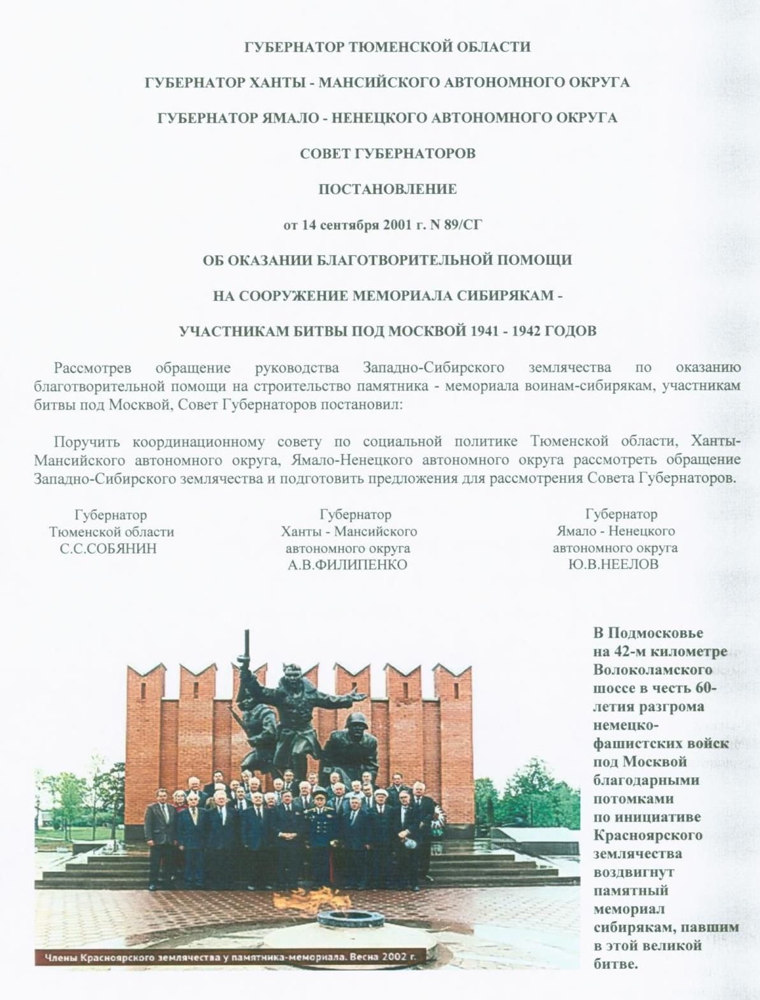 ГУБЕРНАТОР ТЮМЕНСКОЙ ОБЛАСТИ
ГУБЕРНАТОР ХАНТЫ - МАНСИЙСКОГО АВТОНОМНОГО ОКРУГА
ГУБЕРНАТОР ЯМАЛО - НЕНЕЦКОГО АВТОНОМНОГО ОКРУГА
СОВЕТ ГУБЕРНАТОРОВ
ПОСТАНОВЛЕНИЕ
от 14 сентября 2001 г. N 89/СГ
ОБ ОКАЗАНИИ БЛАГОТВОРИТЕЛЬНОЙ ПОМОЩИ
НА СООРУЖЕНИЕ МЕМОРИАЛА СИБИРЯКАМ -
УЧАСТНИКАМ БИТВЫ ПОД МОСКВОЙ 1941 - 1942 ГОДОВ
Рассмотрев обращение руководства Западно-Сибирского землячества по оказанию
благотворительной помощи на строительство памятника - мемориала воинам-сибирякам, участникам
битвы под Москвой, Совет Губернаторов постановил:
Поручить координационному совету по социальной политике Тюменской области, Ханты-
Мансийского автономного округа, Ямало-Ненецкого автономного округа рассмотреть обращение
Западно-Сибирского землячества и подготовить предложения для рассмотрения Совета Губернаторов.
Губернатор
Тюменской области
С.С.СОБЯНИН
Губернатор
Ханты - Мансийского
автономного округа
А.В.ФИЛИПЕНКО
Губернатор
Ямало - Ненецкого
автономного округа
Ю.В.НЕЕЛОВ
В Подмосковье
на 42-м километре
Волоколамского
шоссе в честь 60-
летия разгрома
немецко-
фашистских войск
под Москвой
благодарными
потомками
по инициативе
Красноярского
землячества
воздвигнут
памятный
мемориал
сибирякам, павшим
в этой великой
битве.
Члены Красноярского землячества у памятника-мемориала. Весна 2002 г.